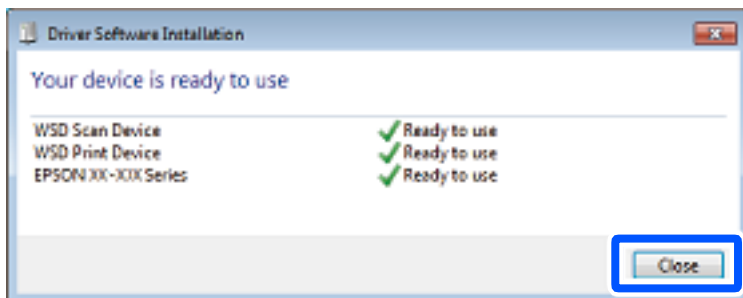 Driver Software Installation
Your device is ready to use
WSD Scan Device Ready to use
WSD Print Device Ready to use
EPSON XX-XXX Series Ready to use
Close